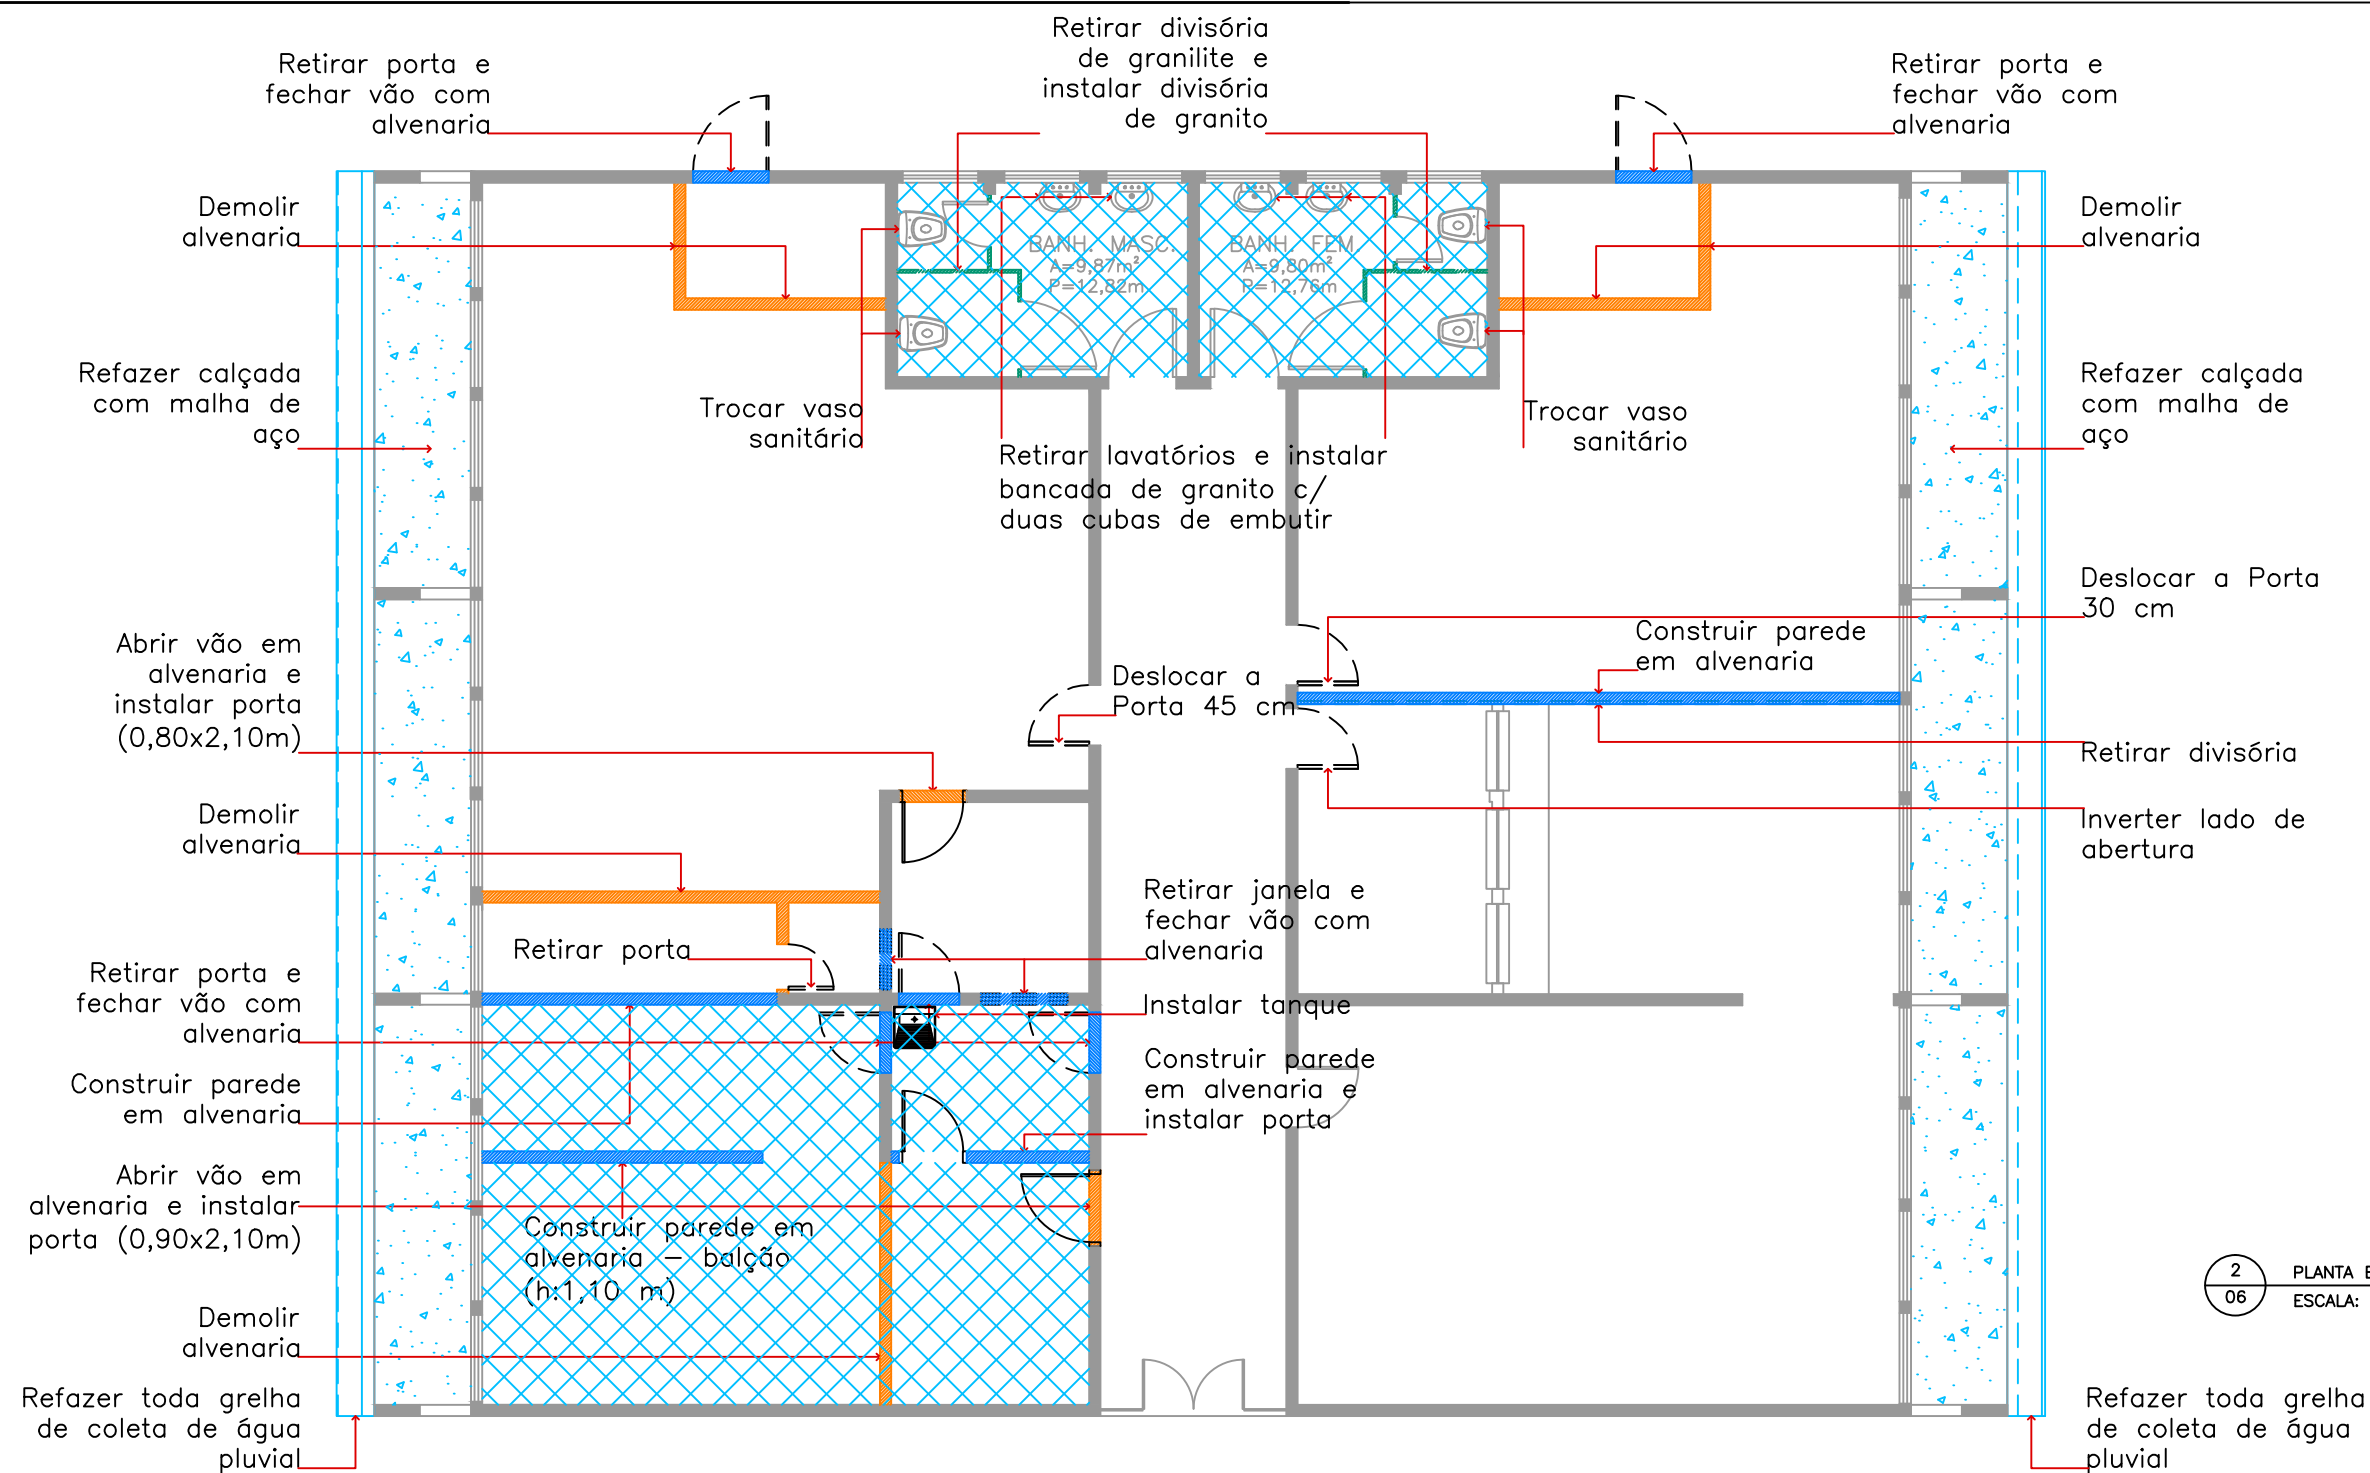 Retirar divisória
de granilite e
instalar divisória
de granito
Retirar porta e
fechar vão com
alvenaria
Retirar porta e
fechar vão com
alvenaria
Demolir
alvenaria
Demolir
alvenaria
BANH. MASC.
A=9,87m²
P=12,82m
BANH. FEM
A=9,80m²
P=12,76m
Refazer calçada
com malha de
aço
Refazer calçada
com malha de
aço
Trocar vaso
sanitário
Trocar vaso
sanitário
Retirar lavatórios e instalar
bancada de granito c/
duas cubas de embutir
Deslocar a Porta
30 cm
Construir parede
em alvenaria
Abrir vão em
alvenaria e
instalar porta
(0,80x2,10m)
Deslocar a
Porta 45 cm
Retirar divisória
Inverter lado de
abertura
Demolir
alvenaria
Retirar janela e
fechar vão com
alvenaria
Retirar porta
Retirar porta e
fechar vão com
alvenaria
Instalar tanque
Construir parede
em alvenaria e
instalar porta
Construir parede
em alvenaria
Abrir vão em
alvenaria e instalar
porta (0,90x2,10m)
Construir parede em
alvenaria – balção
(h:1,10 m)
2
06
PLANTA
ESCALA:
Demolir
alvenaria
Refazer toda grelha
de coleta de água
pluvial
Refazer toda grelha
de coleta de água
pluvial